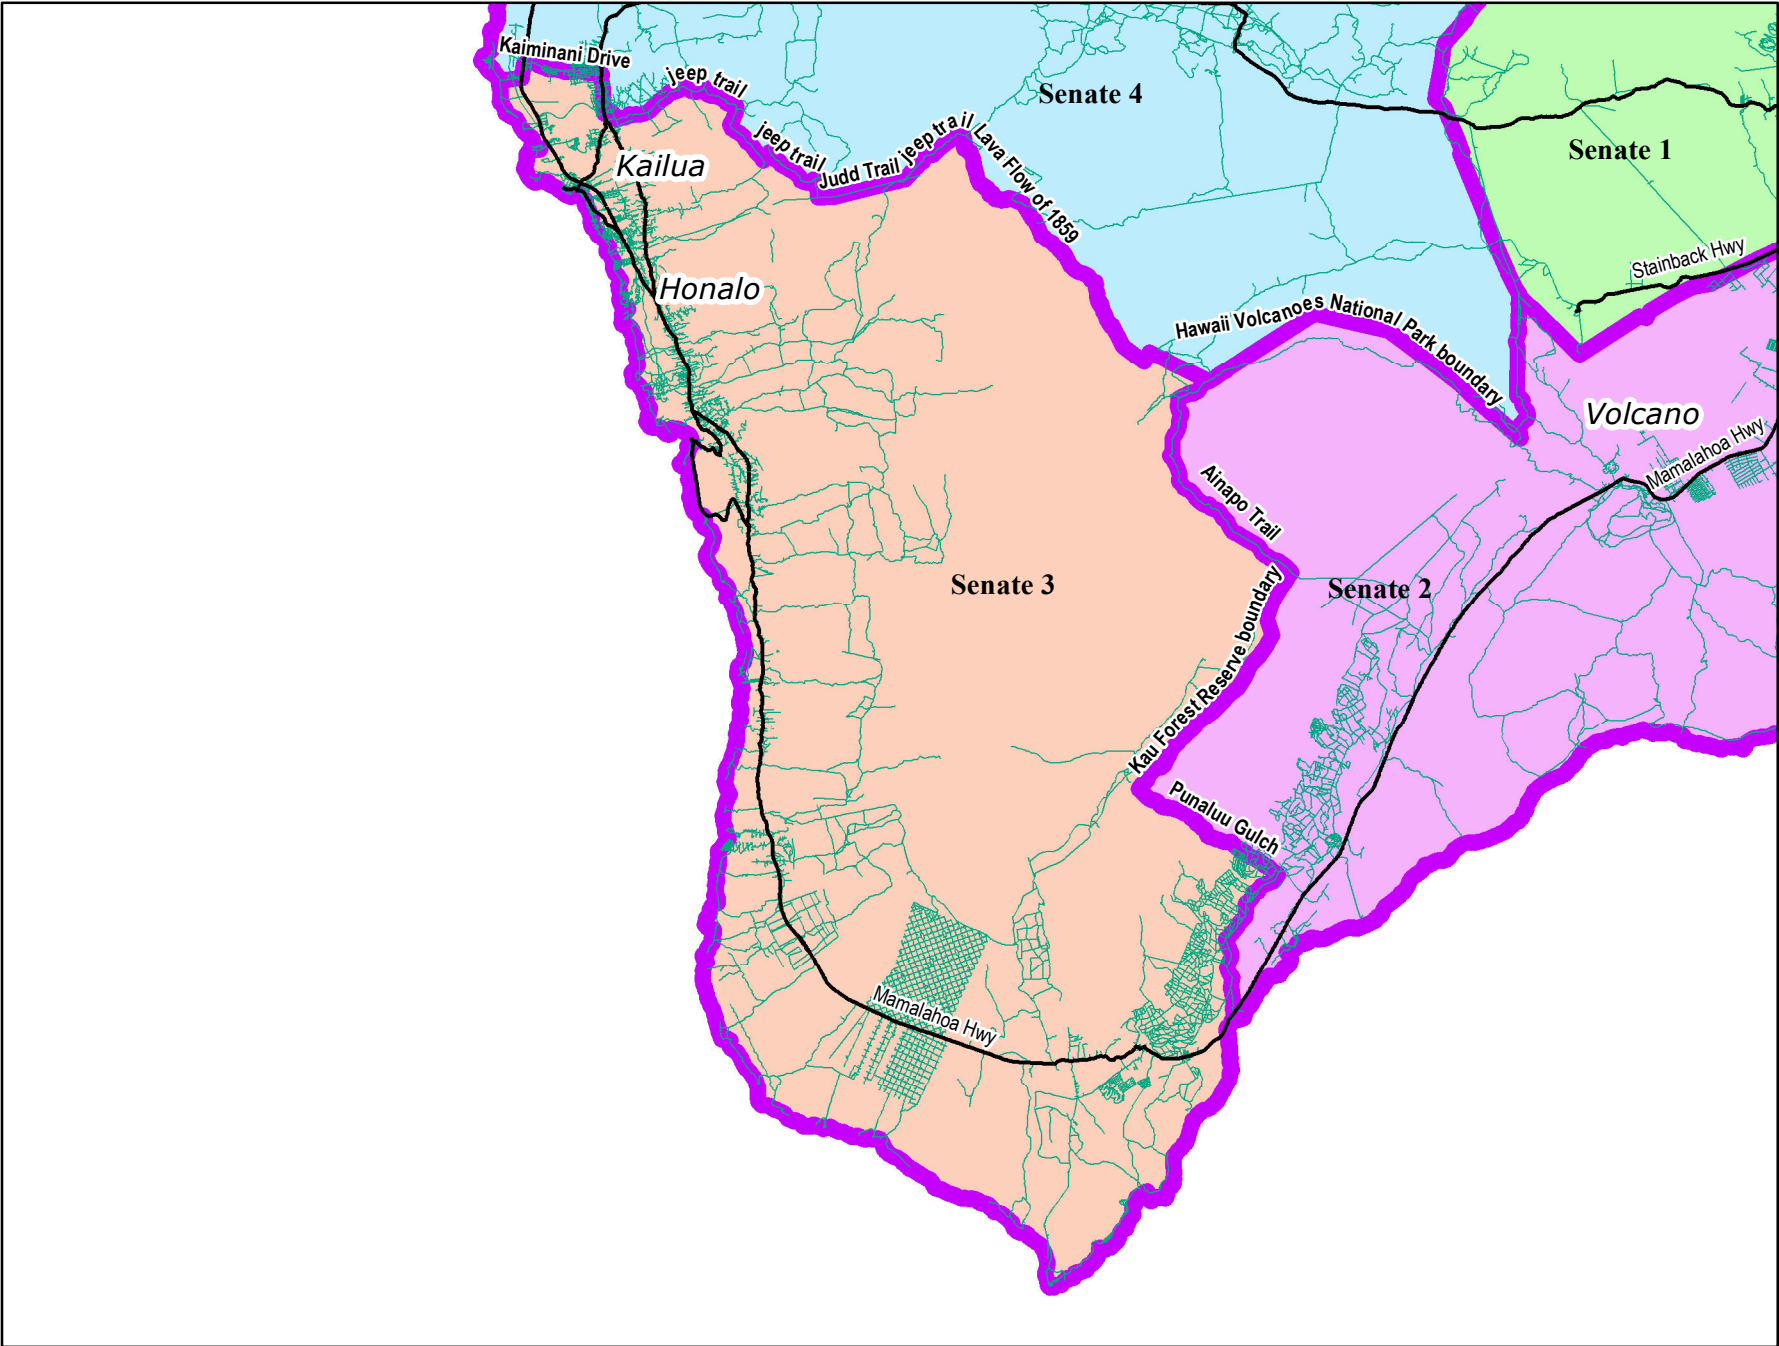 Kaiminani Drive
jeep trail
Senate 4
jeep trail
Judd Trail
jeep trail
Lava Flow of 1859
Senate 1
Kailua
Stainback Hwy
Honalo
Hawaii Volcanoes National Park boundary
Volcano
Mamalahoa Hwy
Ainapo Trail
Senate 3
Senate 2
Kau Forest Reserve boundary
Punaluu Gulch
Mamalahoa Hwy